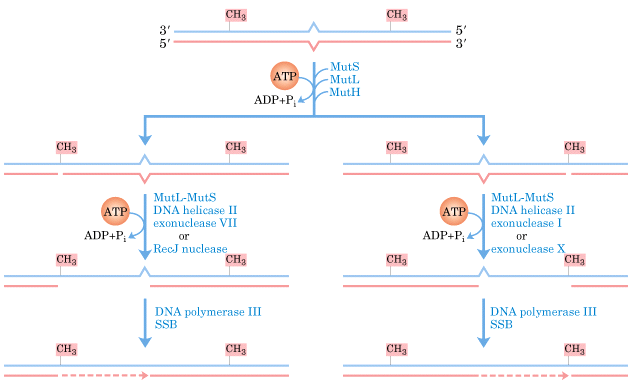 CH3 CH3
3′ 5′
5′ 3′
ATP
MutS
MutL
MutH
ADP+Pi
CH3 CH3 CH3 CH3
ATP
MutL-MutS
DNA helicase II
exonuclease VII
or
RecJ nuclease
ADP+Pi
ATP
MutL-MutS
DNA helicase II
exonuclease I
or
exonuclease X
ADP+Pi
CH3 CH3 CH3 CH3
DNA polymerase III
SSB
DNA polymerase III
SSB
CH3 CH3 CH3 CH3